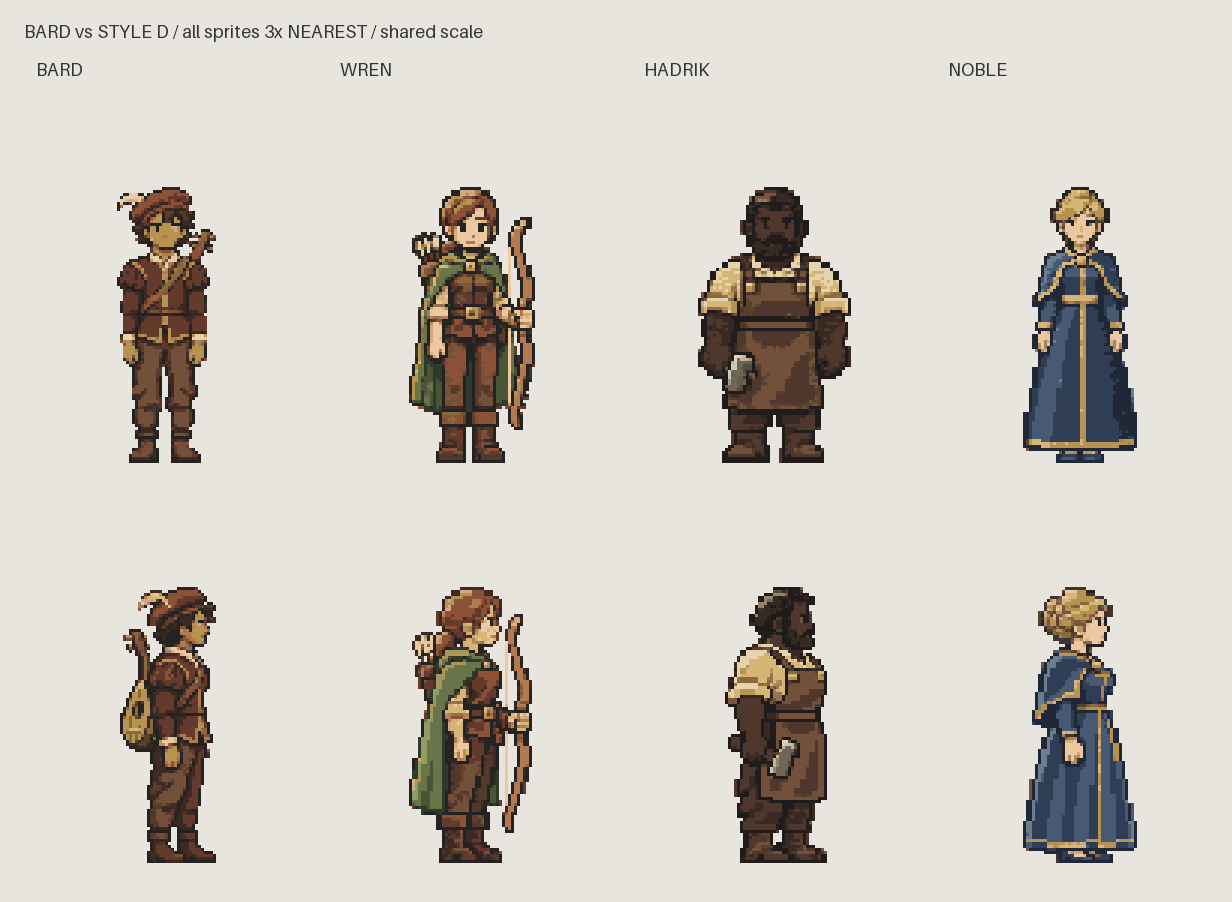 BARD vs STYLE D / all sprites 3x NEAREST / shared scale
BARD
WREN
HADRIK
NOBLE